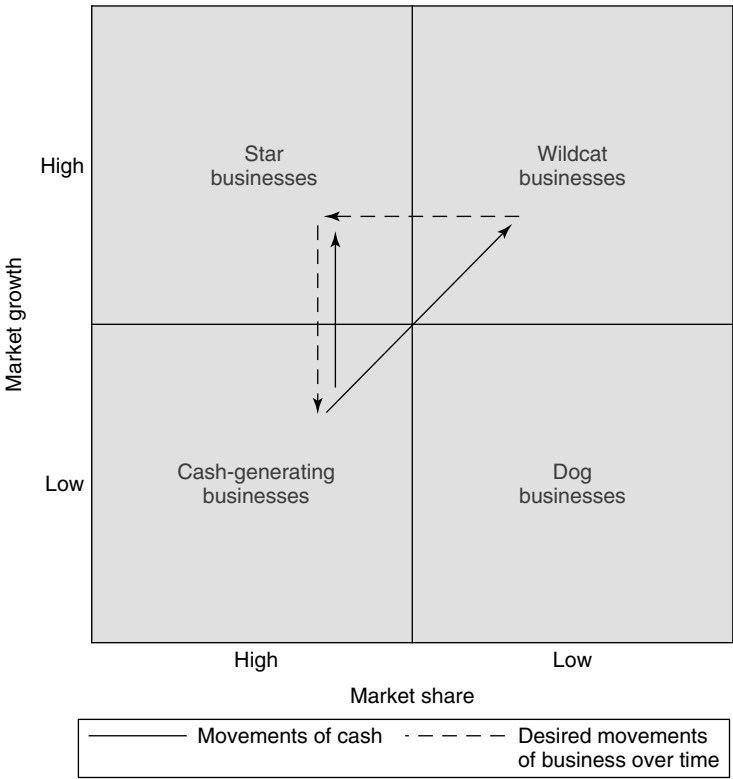 High
Star
businesses
Wildcat
businesses
Market growth
Low
Cash-generating
businesses
Dog
businesses
High
Low
Market share
Movements of cash
Desired movements
of business over time